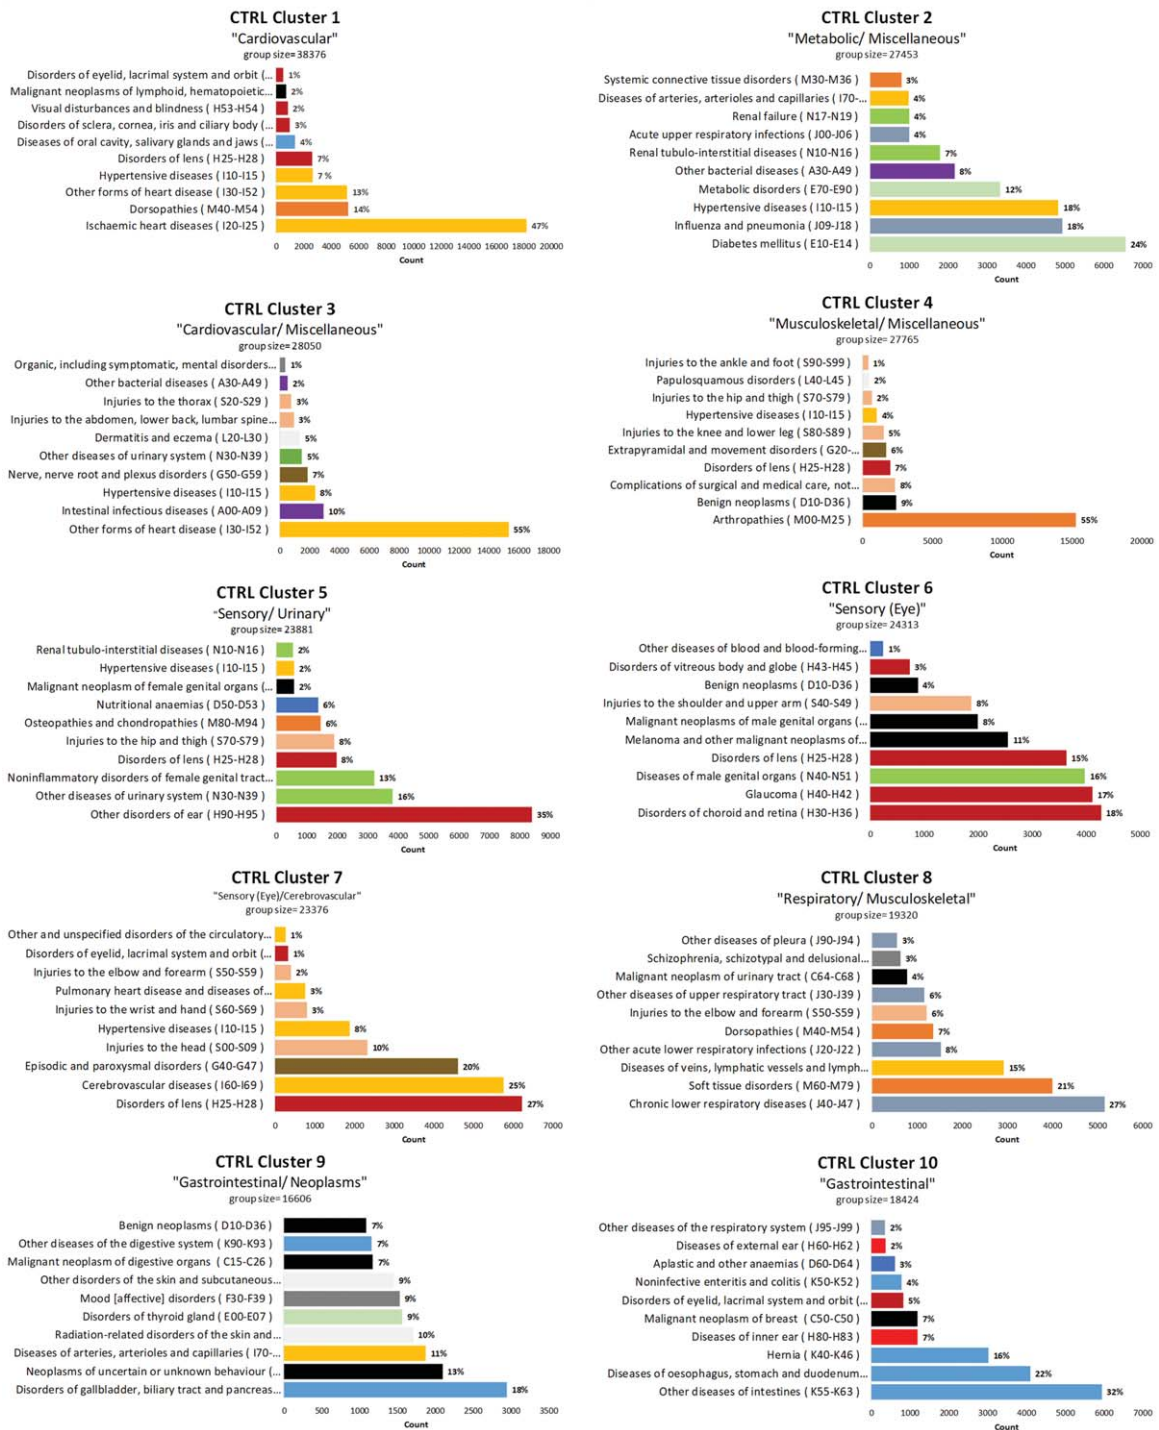 CTRL Cluster 1
"Cardiovascular"
group size= 38376
Disorders of eyelid, lacrimal system and orbit (... 1%
Malignant neoplasms of lymphoid, hematopoietic... 2%
Visual disturbances and blindness ( H53-H54 ) 2%
Disorders of sclera, cornea, iris and ciliary body (... 3%
Diseases of oral cavity, salivary glands and jaws (... 4%
Disorders of lens ( H25-H28 ) 7%
Hypertensive diseases ( I10-I15 ) 7 %
Other forms of heart disease ( I30-I52 ) 13%
Dorsopathies ( M40-M54 ) 14%
Ischaemic heart diseases ( I20-I25 ) 47%
0 2000 4000 6000 8000 10000 12000 14000 16000 18000 20000
Count
CTRL Cluster 2
"Metabolic/ Miscellaneous"
group size= 27453
Systemic connective tissue disorders ( M30-M36 ) 3%
Diseases of arteries, arterioles and capillaries ( I70-... 4%
Renal failure ( N17-N19 ) 4%
Acute upper respiratory infections ( J00-J06 ) 4%
Renal tubulo-interstitial diseases ( N10-N16 ) 7%
Other bacterial diseases ( A30-A49 ) 8%
Metabolic disorders ( E70-E90 ) 12%
Hypertensive diseases ( I10-I15 ) 18%
Influenza and pneumonia ( J09-J18 ) 18%
Diabetes mellitus ( E10-E14 ) 24%
0 1000 2000 3000 4000 5000 6000 7000
Count
CTRL Cluster 3
"Cardiovascular/ Miscellaneous"
group size= 28050
Organic, including symptomatic, mental disorders... 1%
Other bacterial diseases ( A30-A49 ) 2%
Injuries to the thorax ( S20-S29 ) 3%
Injuries to the abdomen, lower back, lumbar spine... 3%
Dermatitis and eczema ( L20-L30 ) 5%
Other diseases of urinary system ( N30-N39 ) 5%
Nerve, nerve root and plexus disorders ( G50-G59 ) 7%
Hypertensive diseases ( I10-I15 ) 8%
Intestinal infectious diseases ( A00-A09 ) 10%
Other forms of heart disease ( I30-I52 ) 55%
0 2000 4000 6000 8000 10000 12000 14000 16000 18000
Count
CTRL Cluster 4
"Musculoskeletal/ Miscellaneous"
group size= 27765
Injuries to the ankle and foot ( S90-S99 ) 1%
Papulosquamous disorders ( L40-L45 ) 2%
Injuries to the hip and thigh ( S70-S79 ) 2%
Hypertensive diseases ( I10-I15 ) 4%
Injuries to the knee and lower leg ( S80-S89 ) 5%
Extrapyramidal and movement disorders ( G20-... 6%
Disorders of lens ( H25-H28 ) 7%
Complications of surgical and medical care, not... 8%
Benign neoplasms ( D10-D36 ) 9%
Arthropathies ( M00-M25 ) 55%
0 5000 10000 15000 20000
Count
CTRL Cluster 5
"Sensory/ Urinary"
group size= 23881
Renal tubulo-interstitial diseases ( N10-N16 ) 2%
Hypertensive diseases ( I10-I15 ) 2%
Malignant neoplasm of female genital organs (... 2%
Nutritional anaemias ( D50-D53 ) 6%
Osteopathies and chondropathies ( M80-M94 ) 6%
Injuries to the hip and thigh ( S70-S79 ) 8%
Disorders of lens ( H25-H28 ) 8%
Noninflammatory disorders of female genital tract... 13%
Other diseases of urinary system ( N30-N39 ) 16%
Other disorders of ear ( H90-H95 ) 35%
0 1000 2000 3000 4000 5000 6000 7000 8000 9000
Count
CTRL Cluster 6
"Sensory (Eye)"
group size= 24313
Other diseases of blood and blood-forming... 1%
Disorders of vitreous body and globe ( H43-H45 ) 3%
Benign neoplasms ( D10-D36 ) 4%
Injuries to the shoulder and upper arm ( S40-S49 ) 8%
Malignant neoplasms of male genital organs (... 8%
Melanoma and other malignant neoplasms of... 11%
Disorders of lens ( H25-H28 ) 15%
Diseases of male genital organs ( N40-N51 ) 16%
Glaucoma ( H40-H42 ) 17%
Disorders of choroid and retina ( H30-H36 ) 18%
0 1000 2000 3000 4000 5000
Count
CTRL Cluster 7
"Sensory (Eye)/Cerebrovascular"
group size= 23376
Other and unspecified disorders of the circulatory... 1%
Disorders of eyelid, lacrimal system and orbit (... 1%
Injuries to the elbow and forearm ( S50-S59 ) 2%
Pulmonary heart disease and diseases of... 3%
Injuries to the wrist and hand ( S60-S69 ) 3%
Hypertensive diseases ( I10-I15 ) 8%
Injuries to the head ( S00-S09 ) 10%
Episodic and paroxysmal disorders ( G40-G47 ) 20%
Cerebrovascular diseases ( I60-I69 ) 25%
Disorders of lens ( H25-H28 ) 27%
0 1000 2000 3000 4000 5000 6000 7000
Count
CTRL Cluster 8
"Respiratory/ Musculoskeletal"
group size= 19320
Other diseases of pleura ( J90-J94 ) 3%
Schizophrenia, schizotypal and delusional... 3%
Malignant neoplasm of urinary tract ( C64-C68 ) 4%
Other diseases of upper respiratory tract ( J30-J39 ) 6%
Injuries to the elbow and forearm ( S50-S59 ) 6%
Dorsopathies ( M40-M54 ) 7%
Other acute lower respiratory infections ( J20-J22 ) 8%
Diseases of veins, lymphatic vessels and lymph... 15%
Soft tissue disorders ( M60-M79 ) 21%
Chronic lower respiratory diseases ( J40-J47 ) 27%
0 1000 2000 3000 4000 5000 6000
Count
CTRL Cluster 9
"Gastrointestinal/ Neoplasms"
group size= 16606
Benign neoplasms ( D10-D36 ) 7%
Other diseases of the digestive system ( K90-K93 ) 7%
Malignant neoplasm of digestive organs ( C15-C26 ) 7%
Other disorders of the skin and subcutaneous... 9%
Mood [affective] disorders ( F30-F39 ) 9%
Disorders of thyroid gland ( E00-E07 ) 9%
Radiation-related disorders of the skin and... 10%
Diseases of arteries, arterioles and capillaries ( I70-... 11%
Neoplasms of uncertain or unknown behaviour (... 13%
Disorders of gallbladder, biliary tract and pancreas... 18%
0 500 1000 1500 2000 2500 3000 3500
Count
CTRL Cluster 10
"Gastrointestinal"
group size= 18424
Other diseases of the respiratory system ( J95-J99 ) 2%
Diseases of external ear ( H60-H62 ) 2%
Aplastic and other anaemias ( D60-D64 ) 3%
Noninfective enteritis and colitis ( K50-K52 ) 4%
Disorders of eyelid, lacrimal system and orbit (... 5%
Malignant neoplasm of breast ( C50-C50 ) 7%
Diseases of inner ear ( H80-H83 ) 7%
Hernia ( K40-K46 ) 16%
Diseases of oesophagus, stomach and duodenum... 22%
Other diseases of intestines ( K55-K63 ) 32%
0 1000 2000 3000 4000 5000 6000 7000
Count